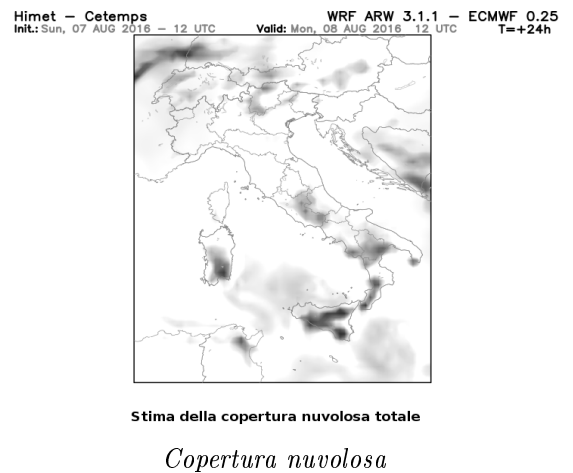 Himet – Cetemps WRF ARW 3.1.1 – ECMWF 0.25
Init.: Sun, 07 AUG 2016 – 12 UTC Valid: Mon, 08 AUG 2016 12 UTC T=+24h
Stima della copertura nuvolosa totale
Copertura nuvolosa